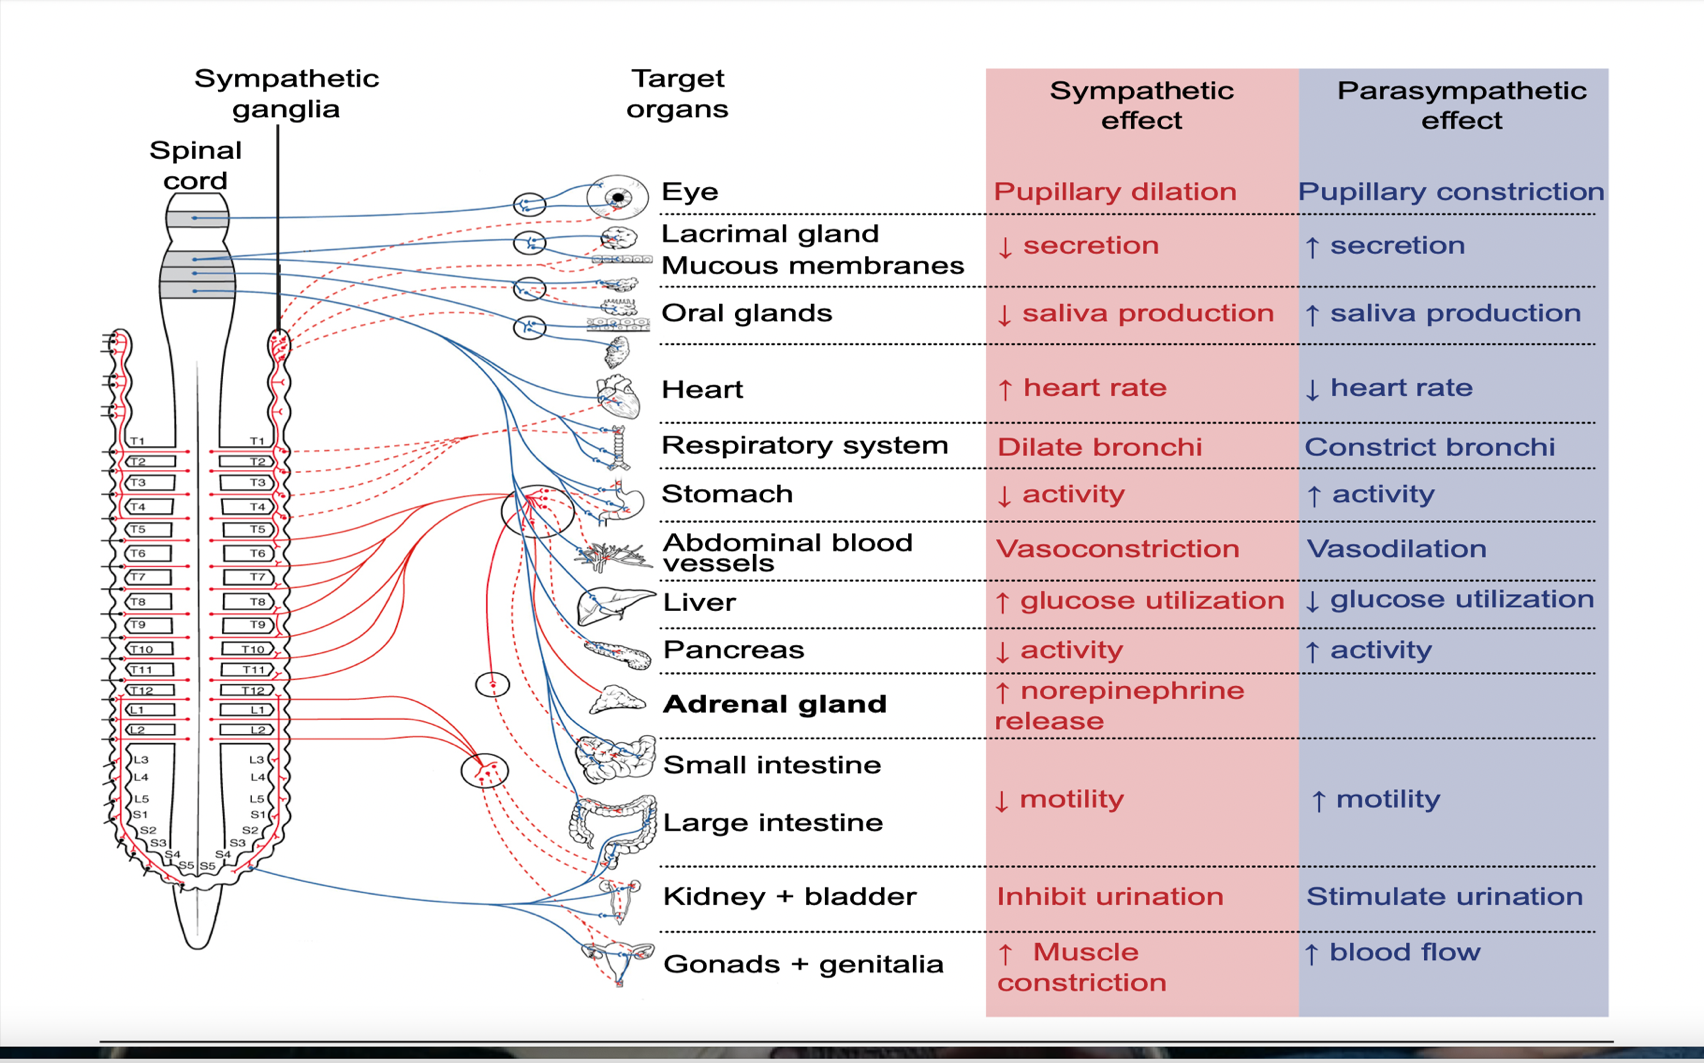 Sympathetic
ganglia
Target
organs
Sympathetic
effect
Parasympathetic
effect
Spinal
cord
Eye
Pupillary dilation
Pupillary constriction
Lacrimal gland
Mucous membranes
↓ secretion
↑ secretion
Oral glands
↓ saliva production
↑ saliva production
Heart
↑ heart rate
↓ heart rate
Respiratory system
Dilate bronchi
Constrict bronchi
Stomach
↓ activity
↑ activity
Abdominal blood
vessels
Vasoconstriction
Vasodilation
Liver
↑ glucose utilization
↓ glucose utilization
Pancreas
↓ activity
↑ activity
Adrenal gland
↑ norepinephrine
release
Small intestine
Large intestine
↓ motility
↑ motility
Kidney + bladder
Inhibit urination
Stimulate urination
Gonads + genitalia
↑ Muscle
constriction
↑ blood flow
T1 T1
T2 T2
T3 T3
T4 T4
T5 T5
T6 T6
T7 T7
T8 T8
T9 T9
T10 T10
T11 T11
T12 T12
L1 L1
L2 L2
L3 L3
L4 L4
L5 L5
S1 S1
S2 S2
S3 S3
S4 S4
S5 S5